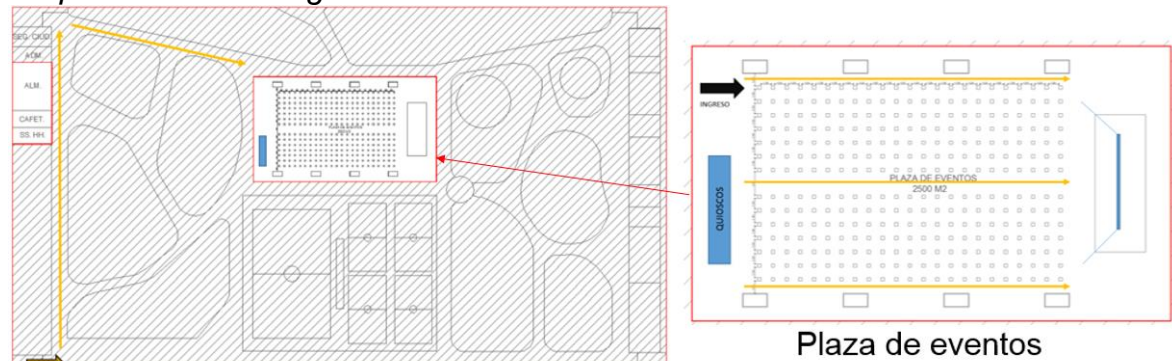 SEG. CIUD.
ADM.
ALM.
CAFET.
SS. HH.
INGRESO
QUIOSCOS
PLAZA DE EVENTOS
2500 M2
Plaza de eventos